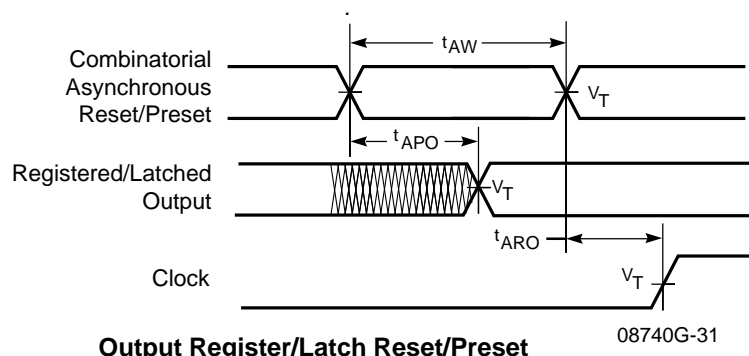 Combinatorial
Asynchronous
Reset/Preset
tAW
VT
tAPO
Registered/Latched
Output
VT
tARO
Clock
VT
Output Register/Latch Reset/Preset
08740G-31